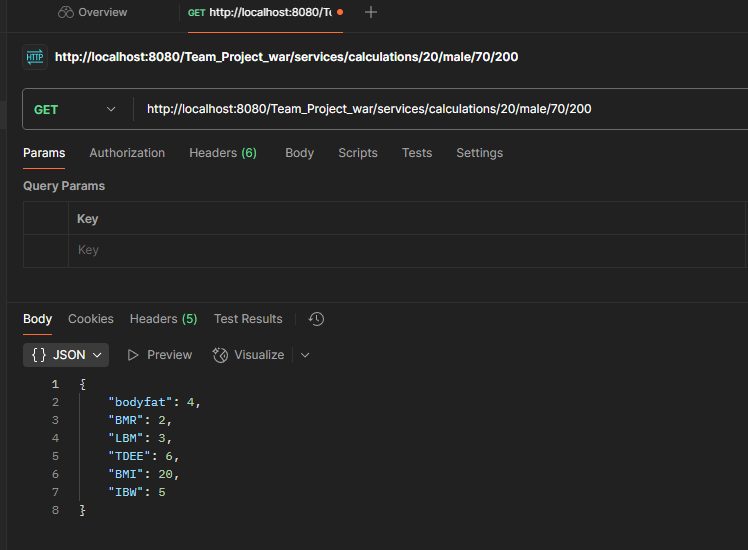 Overview
GET http://localhost:8080/Te
HTTP
http://localhost:8080/Team_Project_war/services/calculations/20/male/70/200
GET http://localhost:8080/Team_Project_war/services/calculations/20/male/70/200
Params Authorization Headers (6) Body Scripts Tests Settings
Query Params
Key
Key
Body Cookies Headers (5) Test Results
{} JSON Preview Visualize
1 {
2 "bodyfat": 4,
3 "BMR": 2,
4 "LBM": 3,
5 "TDEE": 6,
6 "BMI": 20,
7 "IBW": 5
8 }